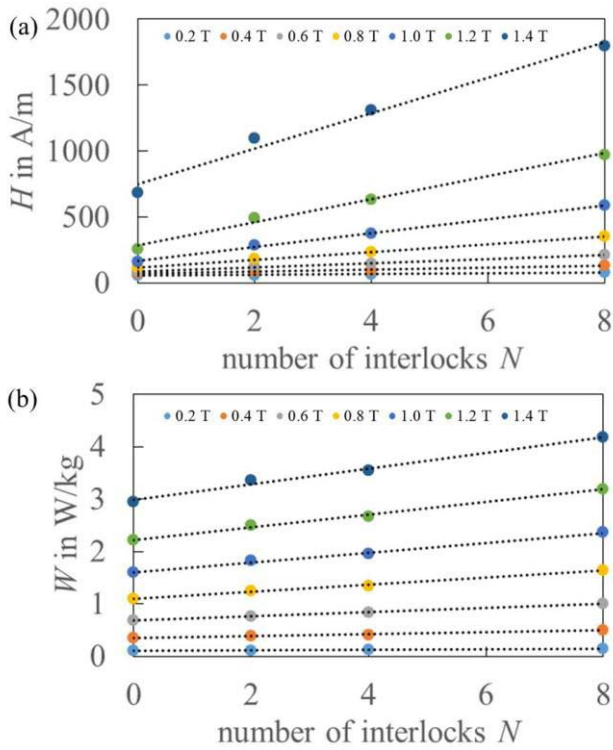 (a)
2000
0.2 T 0.4 T 0.6 T 0.8 T 1.0 T 1.2 T 1.4 T
1500
H in A/m
1000
500
0
0 2 4 6 8
number of interlocks N
(b)
5
0.2 T 0.4 T 0.6 T 0.8 T 1.0 T 1.2 T 1.4 T
4
W in W/kg
3
2
1
0
0 2 4 6 8
number of interlocks N